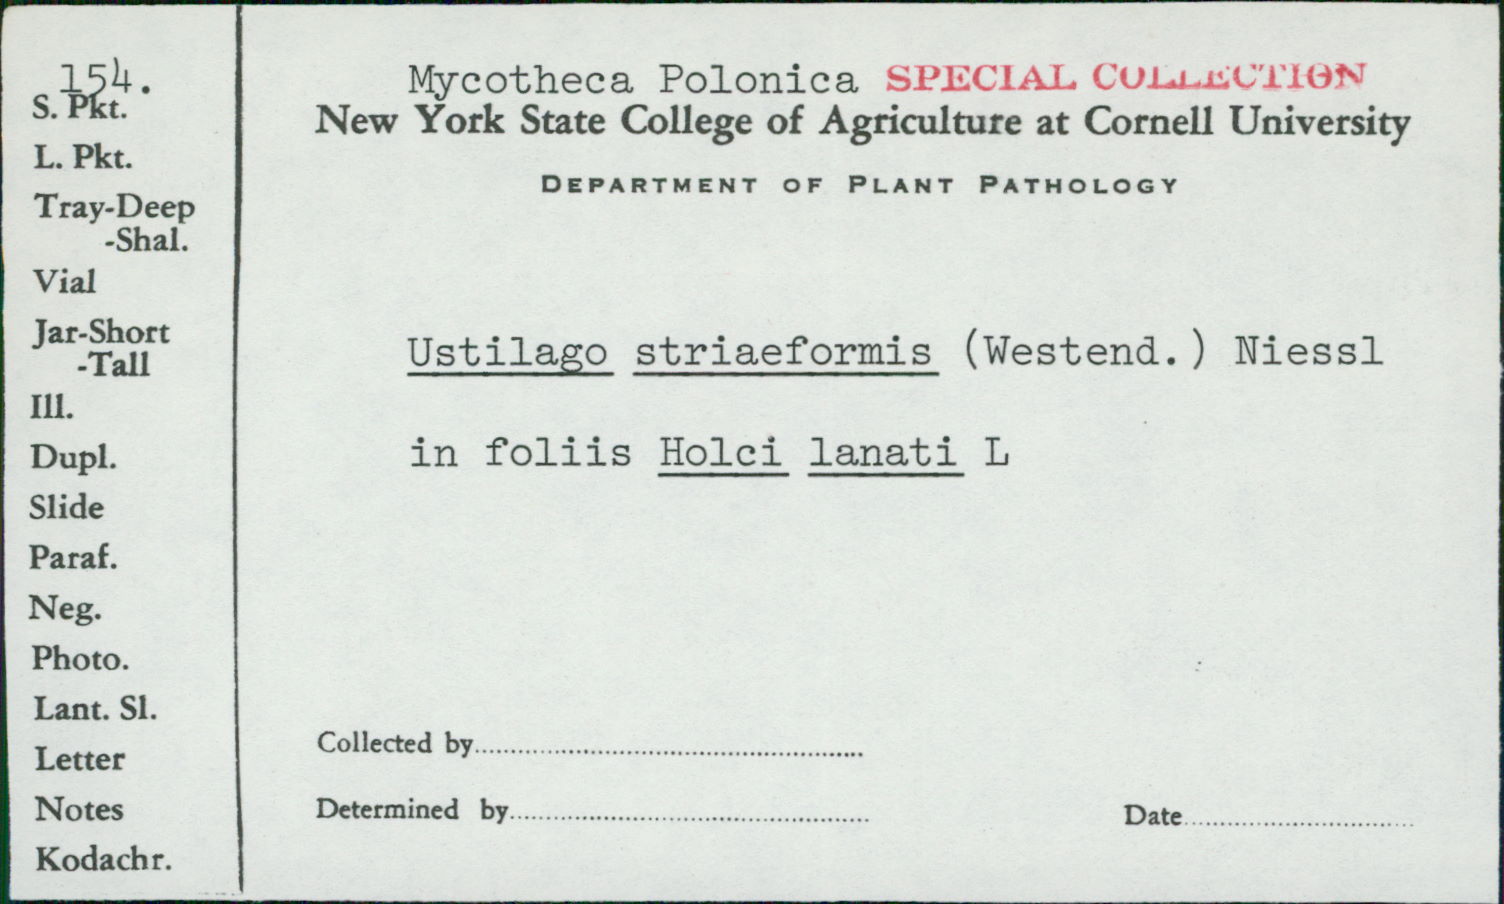 154.
S. Pkt.
L. Pkt.
Tray-Deep
-Shal.
Vial
Jar-Short
-Tall
Ill.
Dupl.
Slide
Paraf.
Neg.
Photo.
Lant. Sl.
Letter
Notes
Kodachr.
Mycotheca Polonica SPECIAL COLLECTION
New York State College of Agriculture at Cornell University
DEPARTMENT OF PLANT PATHOLOGY
Ustilago striaeformis (Westend.) Niessl
in foliis Holci lanati L
Collected by
Determined by
Date